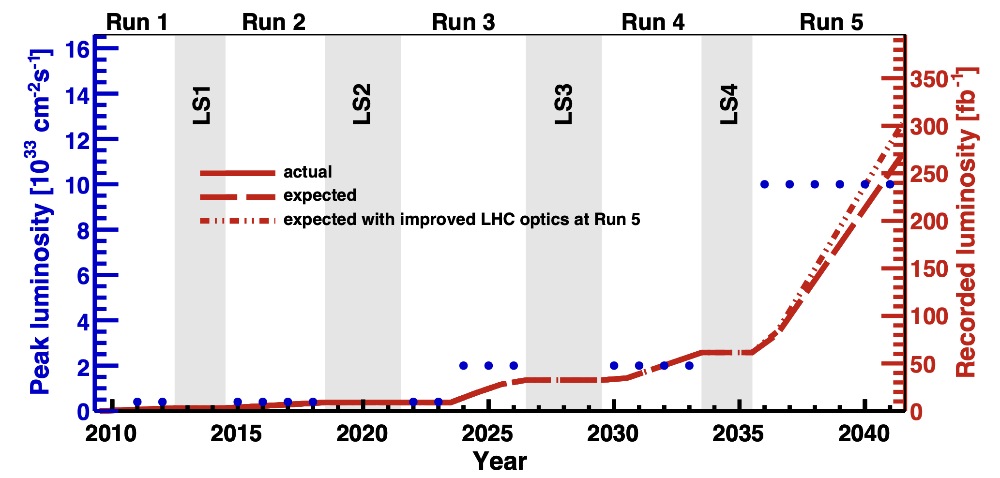 Run 1 Run 2 Run 3 Run 4 Run 5
Peak luminosity [10³³ cm⁻²s⁻¹]
16
14
12
10
8
6
4
2
0
LS1 LS2 LS3 LS4
actual
expected
expected with improved LHC optics at Run 5
350
300
250
200
150
100
50
0
Recorded luminosity [fb⁻¹]
2010 2015 2020 2025 2030 2035 2040
Year